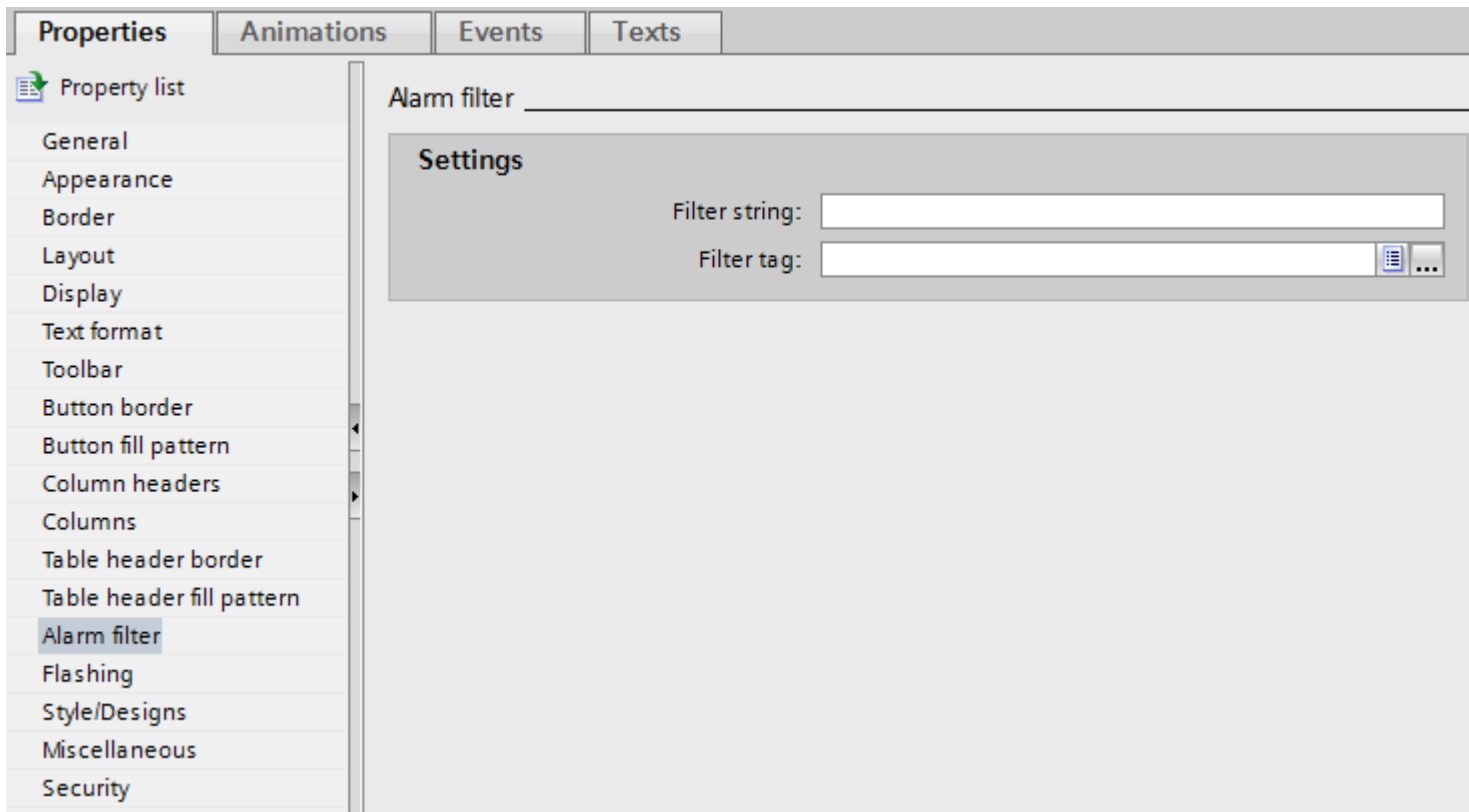 Properties Animations Events Texts
Property list
General
Appearance
Border
Layout
Display
Text format
Toolbar
Button border
Button fill pattern
Column headers
Columns
Table header border
Table header fill pattern
Alarm filter
Flashing
Style/Designs
Miscellaneous
Security
Alarm filter
Settings
Filter string:
Filter tag:
...